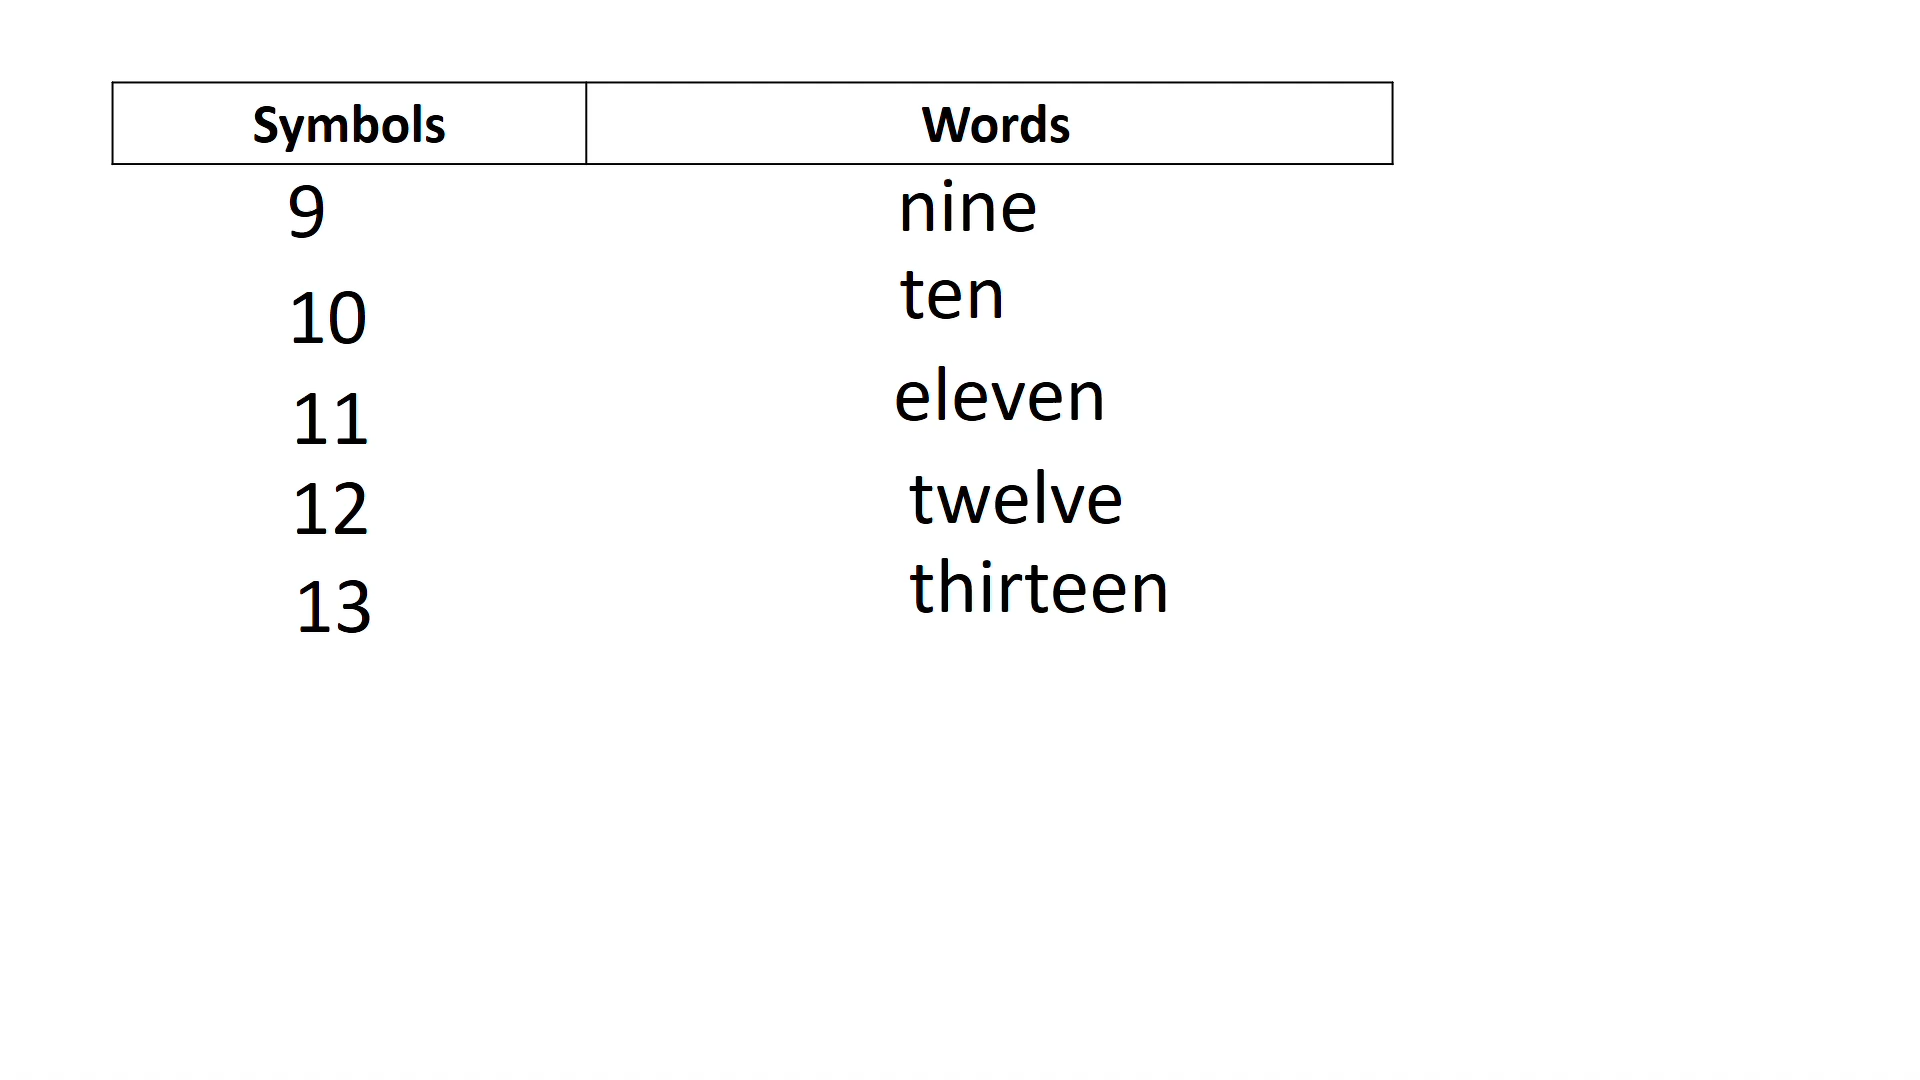 Symbols Words
9 nine
10 ten
11 eleven
12 twelve
13 thirteen